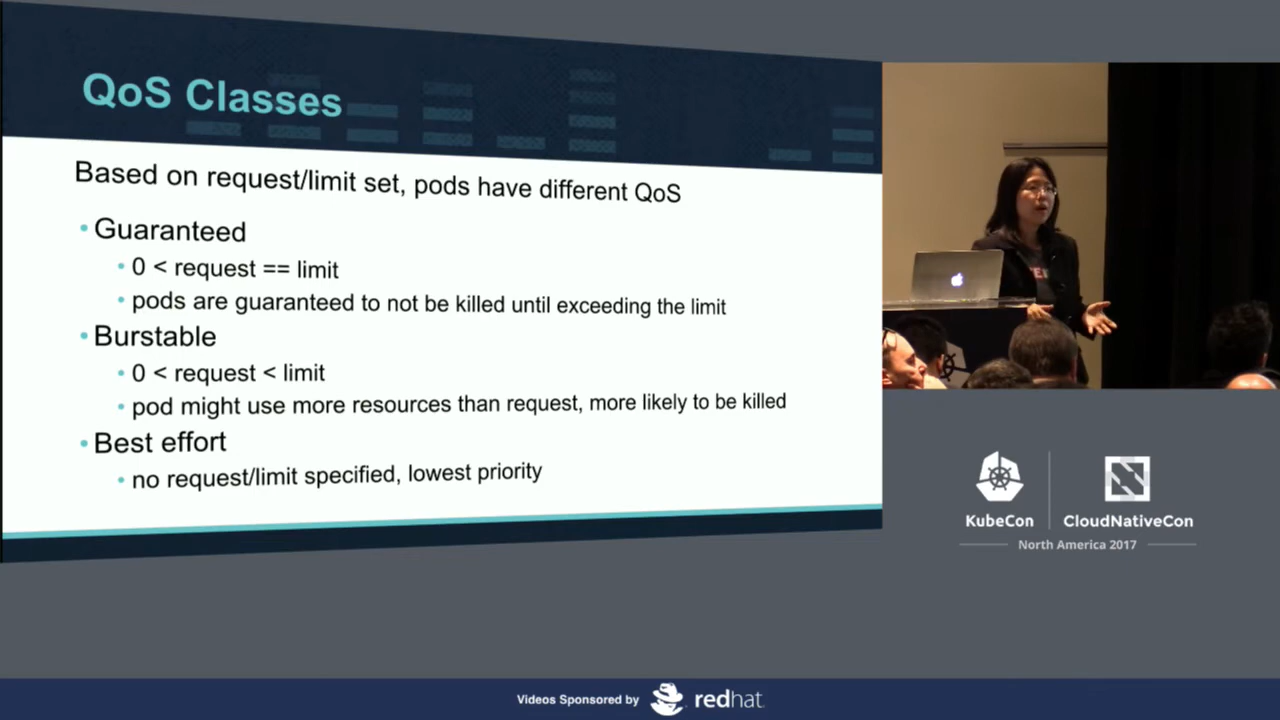 QoS Classes
Based on request/limit set, pods have different QoS
• Guaranteed
• 0 < request == limit
• pods are guaranteed to not be killed until exceeding the limit
• Burstable
• 0 < request < limit
• pod might use more resources than request, more likely to be killed
• Best effort
• no request/limit specified, lowest priority
KubeCon
CloudNativeCon
North America 2017
Videos Sponsored by
redhat.